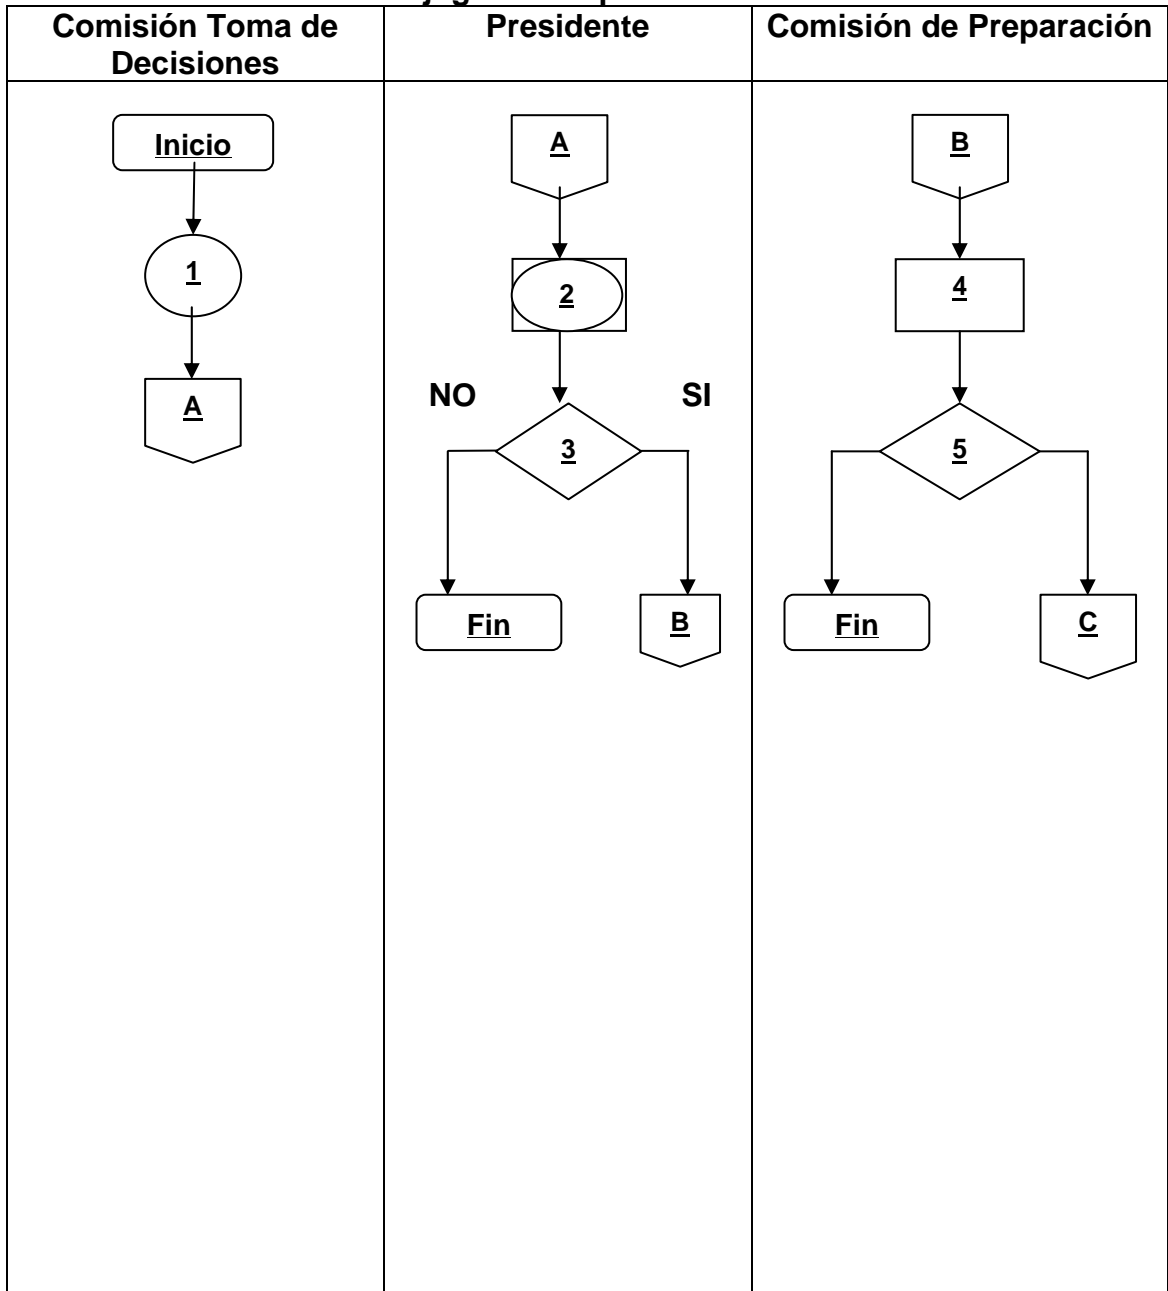 Comisión Toma de
Decisiones
Presidente
Comisión de Preparación
Inicio
1
A
A
2
NO
SI
3
Fin
B
B
4
5
Fin
C